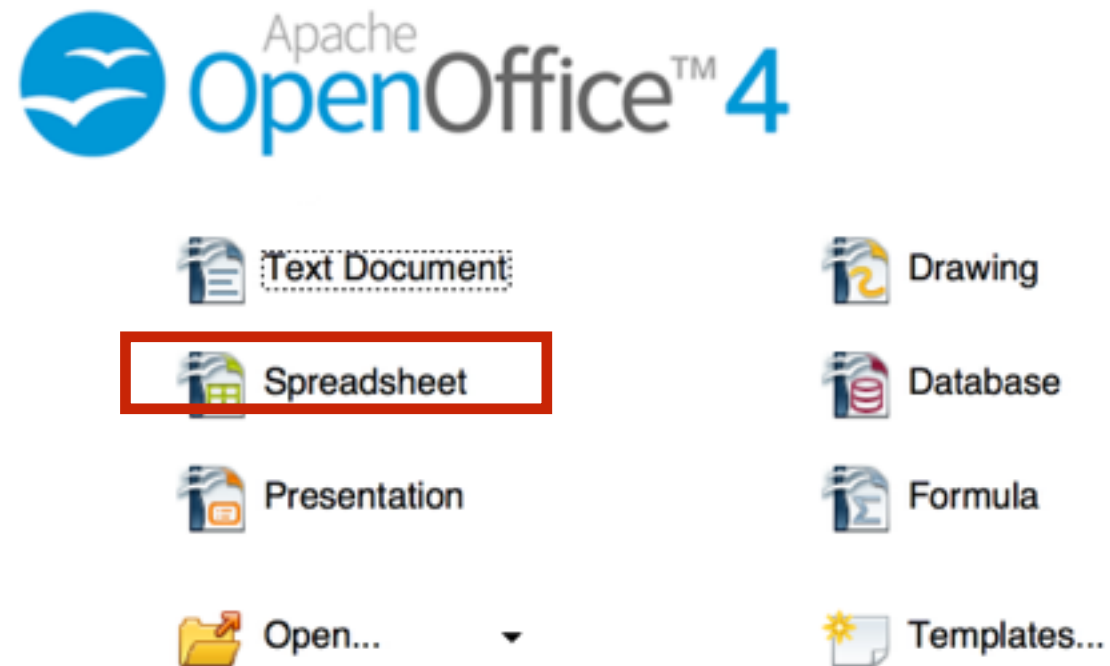 Apache
OpenOffice™ 4
Text Document
Drawing
Spreadsheet
Database
Presentation
Formula
Open...
Templates...